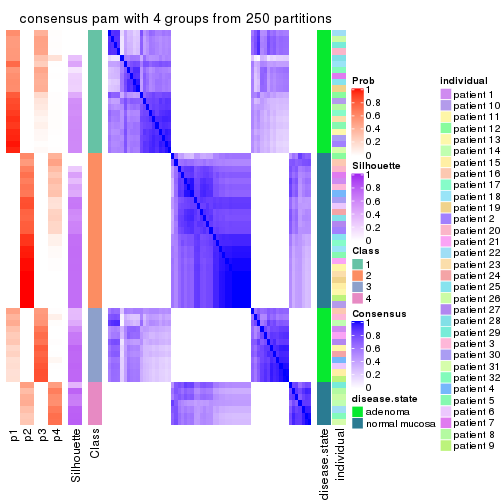 consensus pam with 4 groups from 250 partitions
p1
p2
p3
p4
Silhouette
Class
disease.state
individual
Prob
1
0.8
0.6
0.4
0.2
0
Silhouette
1
0.8
0.6
0.4
0.2
0
Class
1
2
3
4
Consensus
1
0.8
0.6
0.4
0.2
0
disease.state
adenoma
normal mucosa
individual
patient 1
patient 10
patient 11
patient 12
patient 13
patient 14
patient 15
patient 16
patient 17
patient 18
patient 19
patient 2
patient 20
patient 21
patient 22
patient 23
patient 24
patient 25
patient 26
patient 27
patient 28
patient 29
patient 3
patient 30
patient 31
patient 32
patient 4
patient 5
patient 6
patient 7
patient 8
patient 9